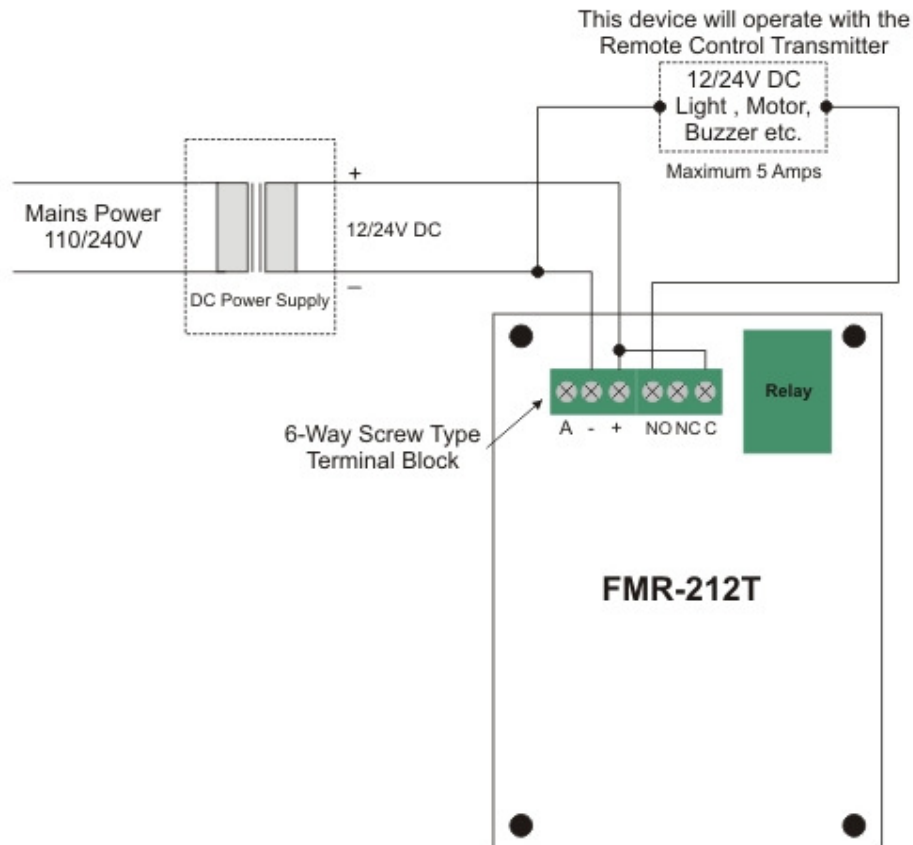 This device will operate with the
Remote Control Transmitter
12/24V DC
Light , Motor,
Buzzer etc.
Maximum 5 Amps
+
Mains Power
110/240V
12/24V DC
–
DC Power Supply
Relay
A - + NO NC C
6-Way Screw Type
Terminal Block
FMR-212T